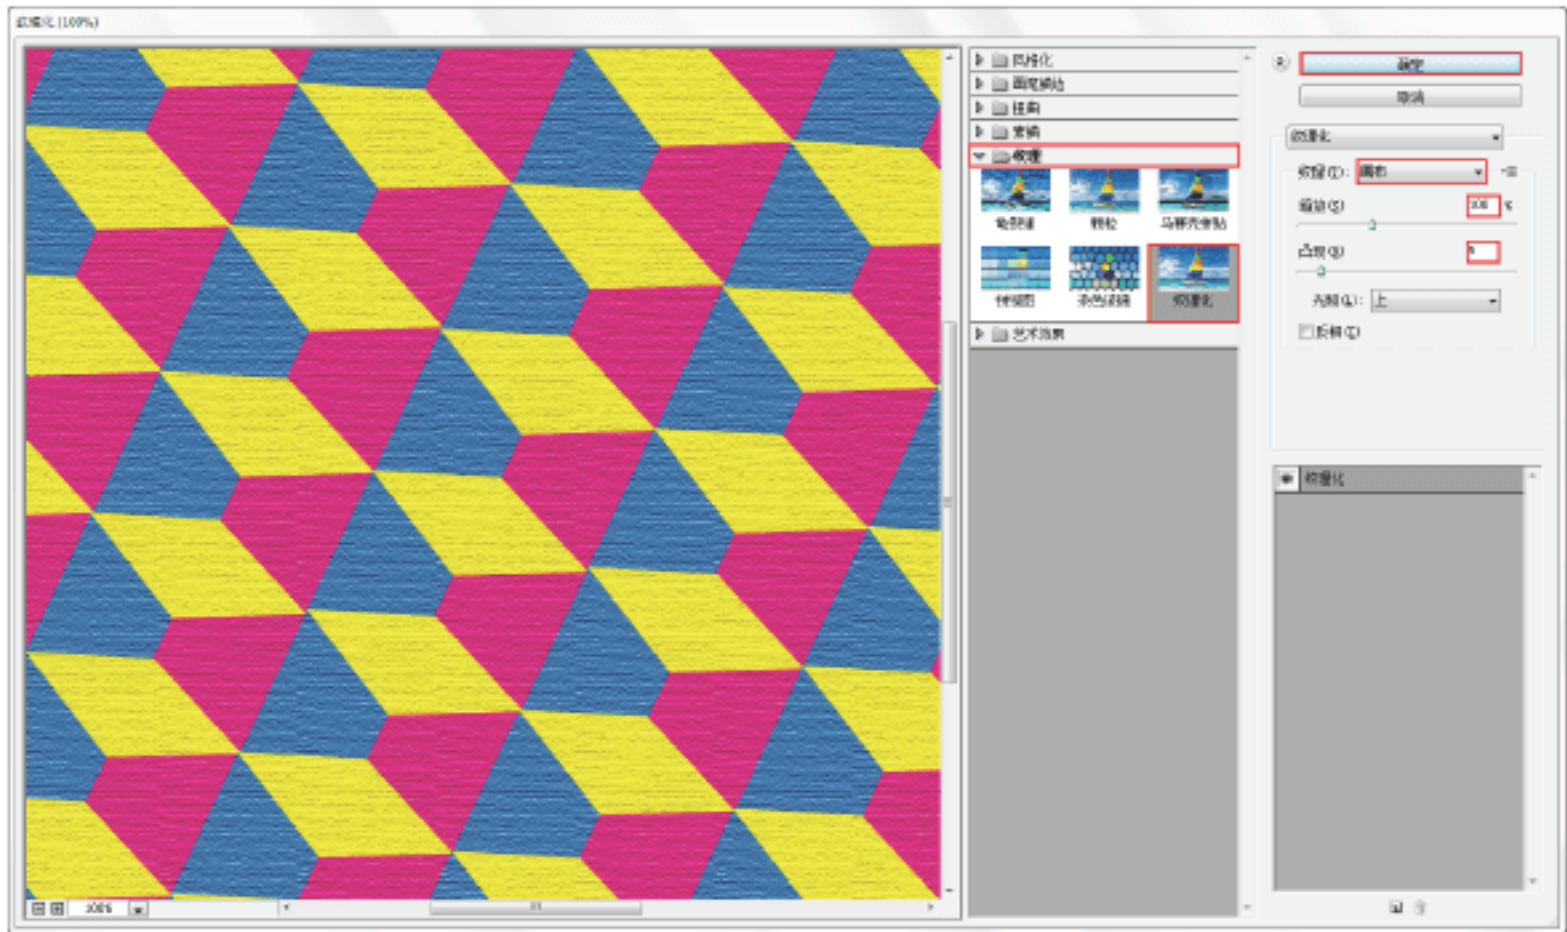 纹理化 (100%)
风格化
画笔描边
扭曲
素描
纹理
龟裂缝
颗粒
马赛克拼贴
拼缀图
染色玻璃
纹理化
艺术效果
100%
确定
取消
纹理化
纹理(T): 画布
缩放(S) 100 %
凸现(R)
光照(L): 上
反相(I)
纹理化